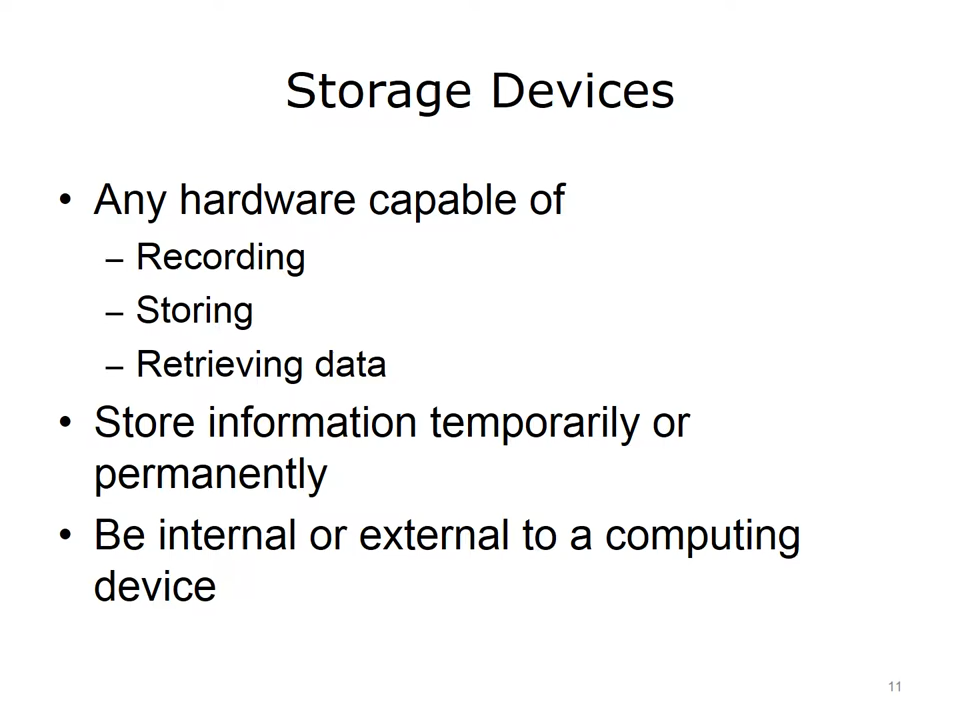 Storage Devices
• Any hardware capable of
– Recording
– Storing
– Retrieving data
• Store information temporarily or
permanently
• Be internal or external to a computing
device
11